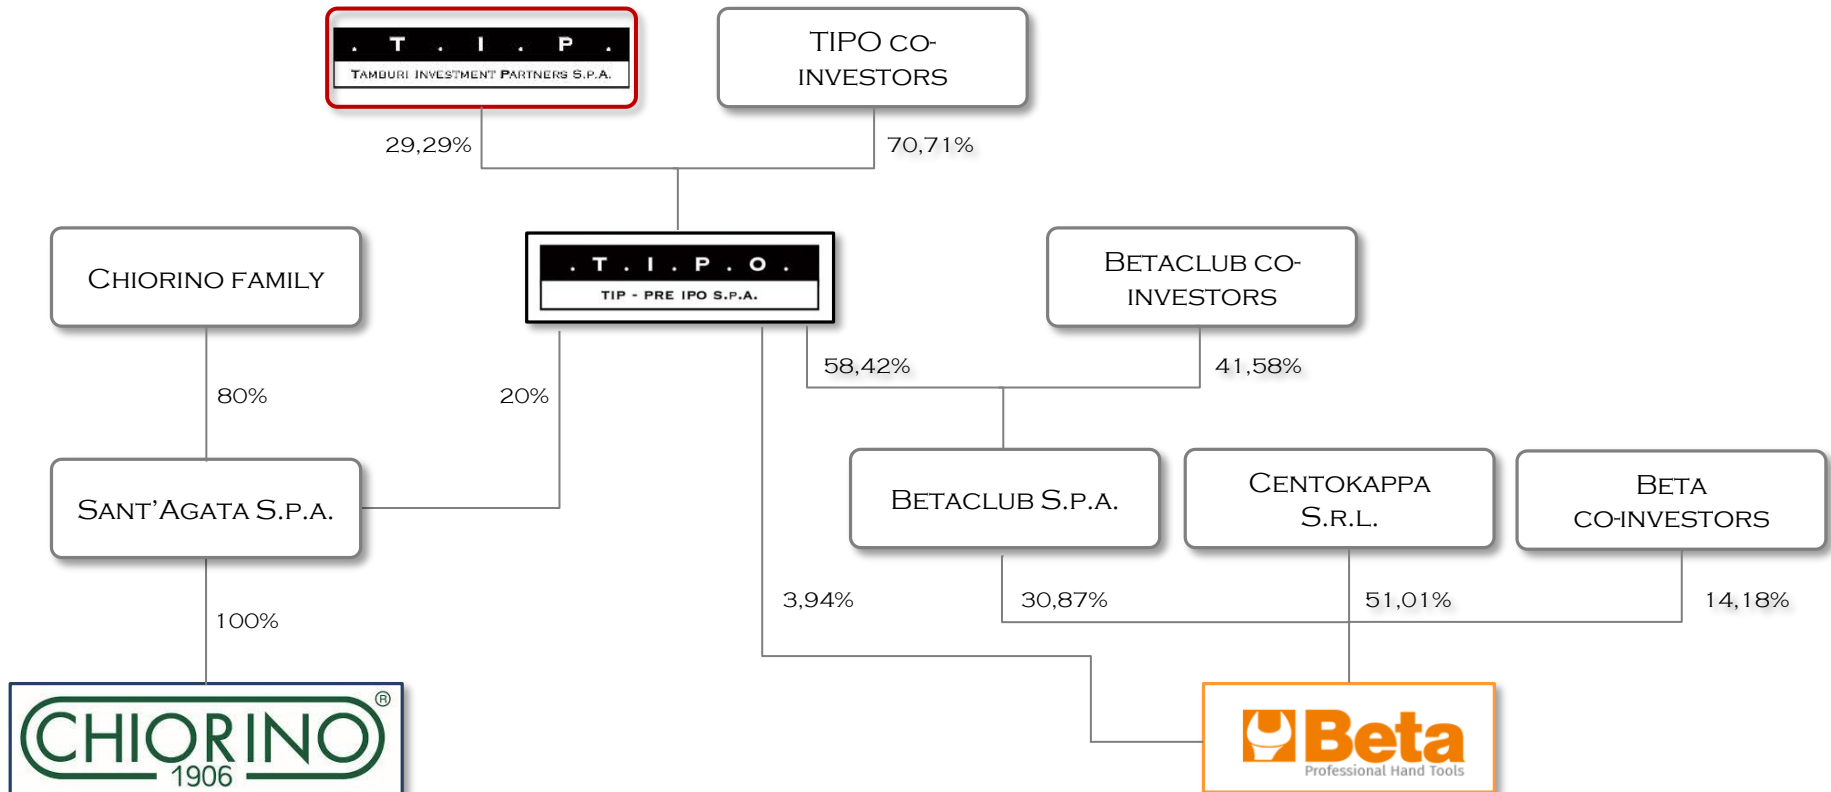 . T . I . P .
TAMBURI INVESTMENT PARTNERS S.P.A.
TIPO CO-
INVESTORS
29,29%
70,71%
CHIORINO FAMILY
. T . I . P . O .
TIP - PRE IPO S.P.A.
BETACLUB CO-
INVESTORS
58,42%
41,58%
80%
20%
SANT'AGATA S.P.A.
BETACLUB S.P.A.
CENTOKAPPA
S.R.L.
BETA
CO-INVESTORS
3,94%
30,87%
51,01%
14,18%
100%
CHIORINO ®
1906
Beta
Professional Hand Tools